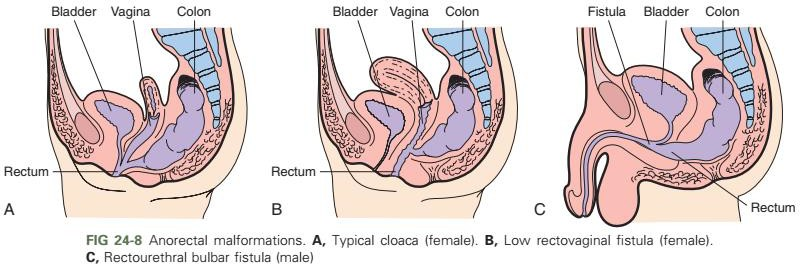 Bladder Vagina Colon
Rectum
A
Bladder Vagina Colon
Rectum
B
Fistula Bladder Colon
Rectum
C
FIG 24-8 Anorectal malformations. A, Typical cloaca (female). B, Low rectovaginal fistula (female).
C, Rectourethral bulbar fistula (male)